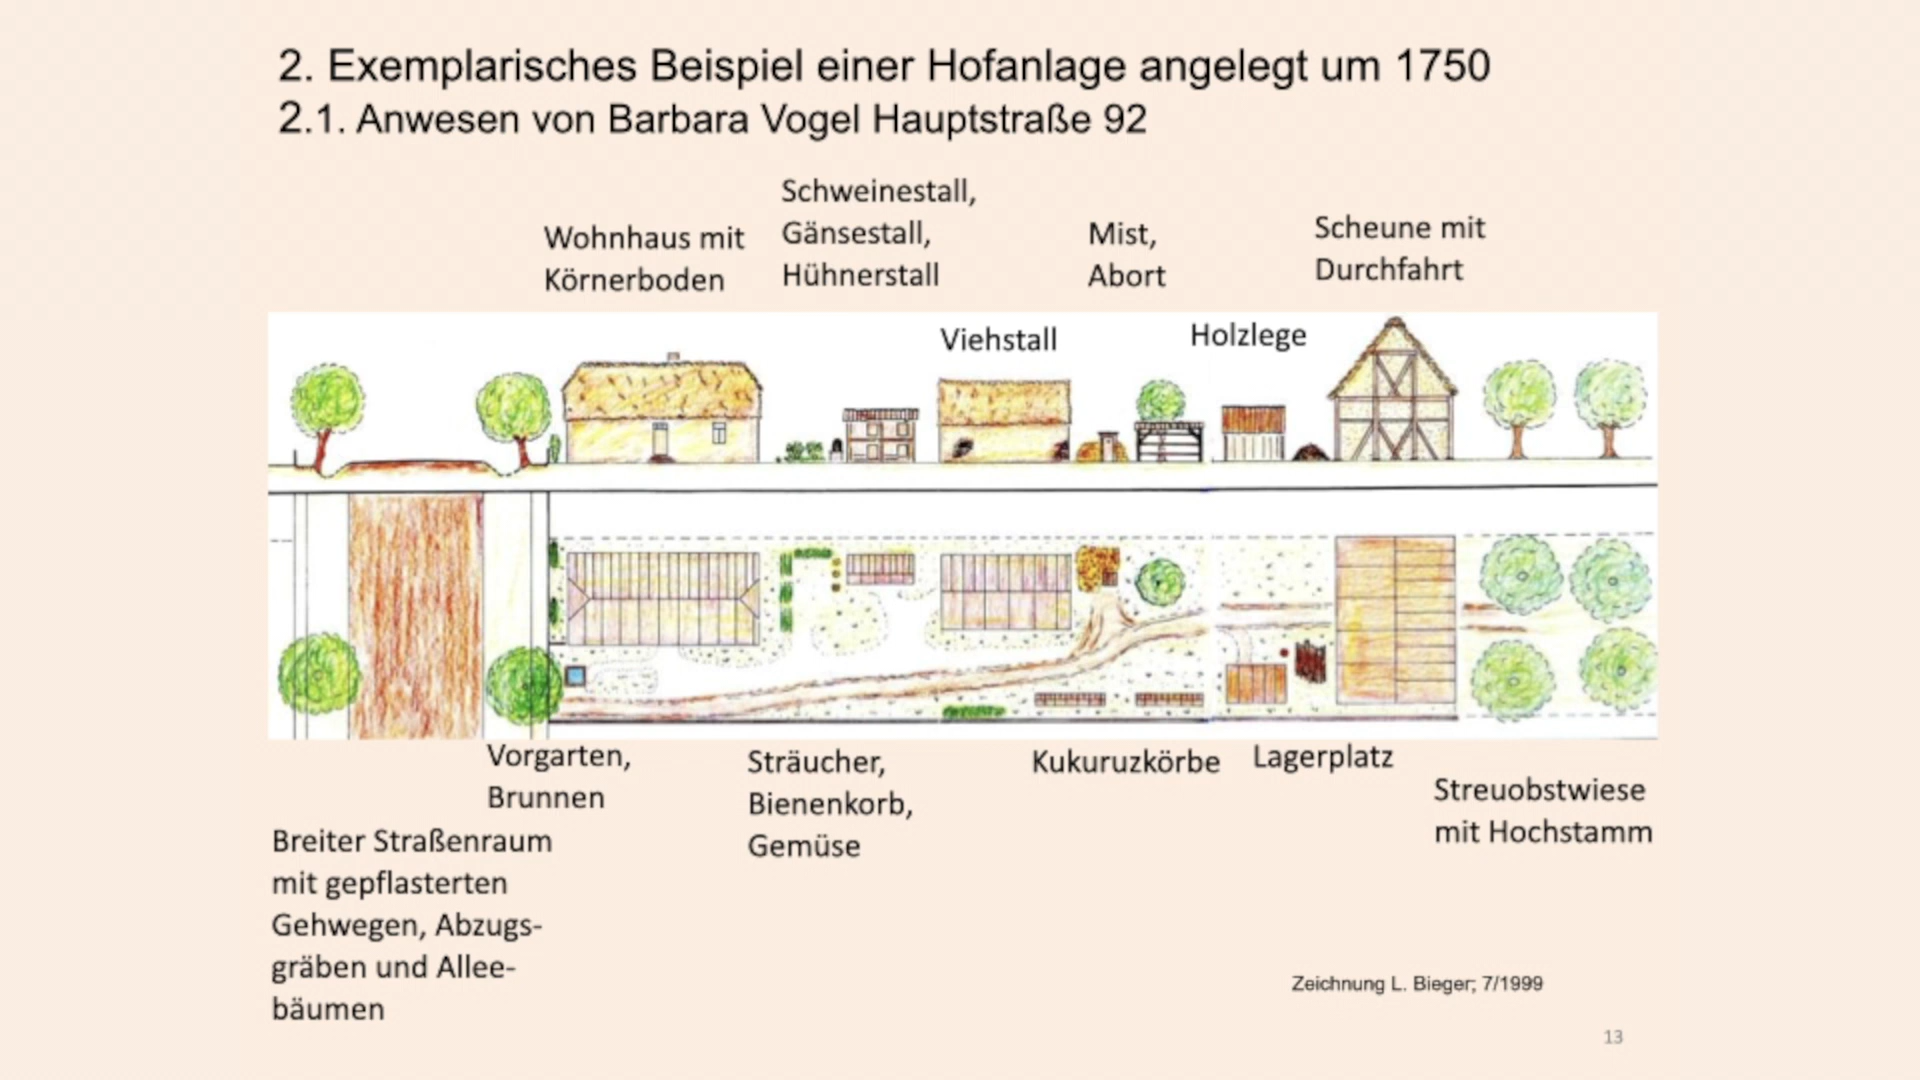 2. Exemplarisches Beispiel einer Hofanlage angelegt um 1750
2.1. Anwesen von Barbara Vogel Hauptstraße 92
Wohnhaus mit
Körnerboden
Schweinestall,
Gänsestall,
Hühnerstall
Mist,
Abort
Scheune mit
Durchfahrt
Viehstall
Holzlege
Vorgarten,
Brunnen
Sträucher,
Bienenkorb,
Gemüse
Kukuruzkörbe
Lagerplatz
Streuobstwiese
mit Hochstamm
Breiter Straßenraum
mit gepflasterten
Gehwegen, Abzugs-
gräben und Allee-
bäumen
Zeichnung L. Bieger; 7/1999
13